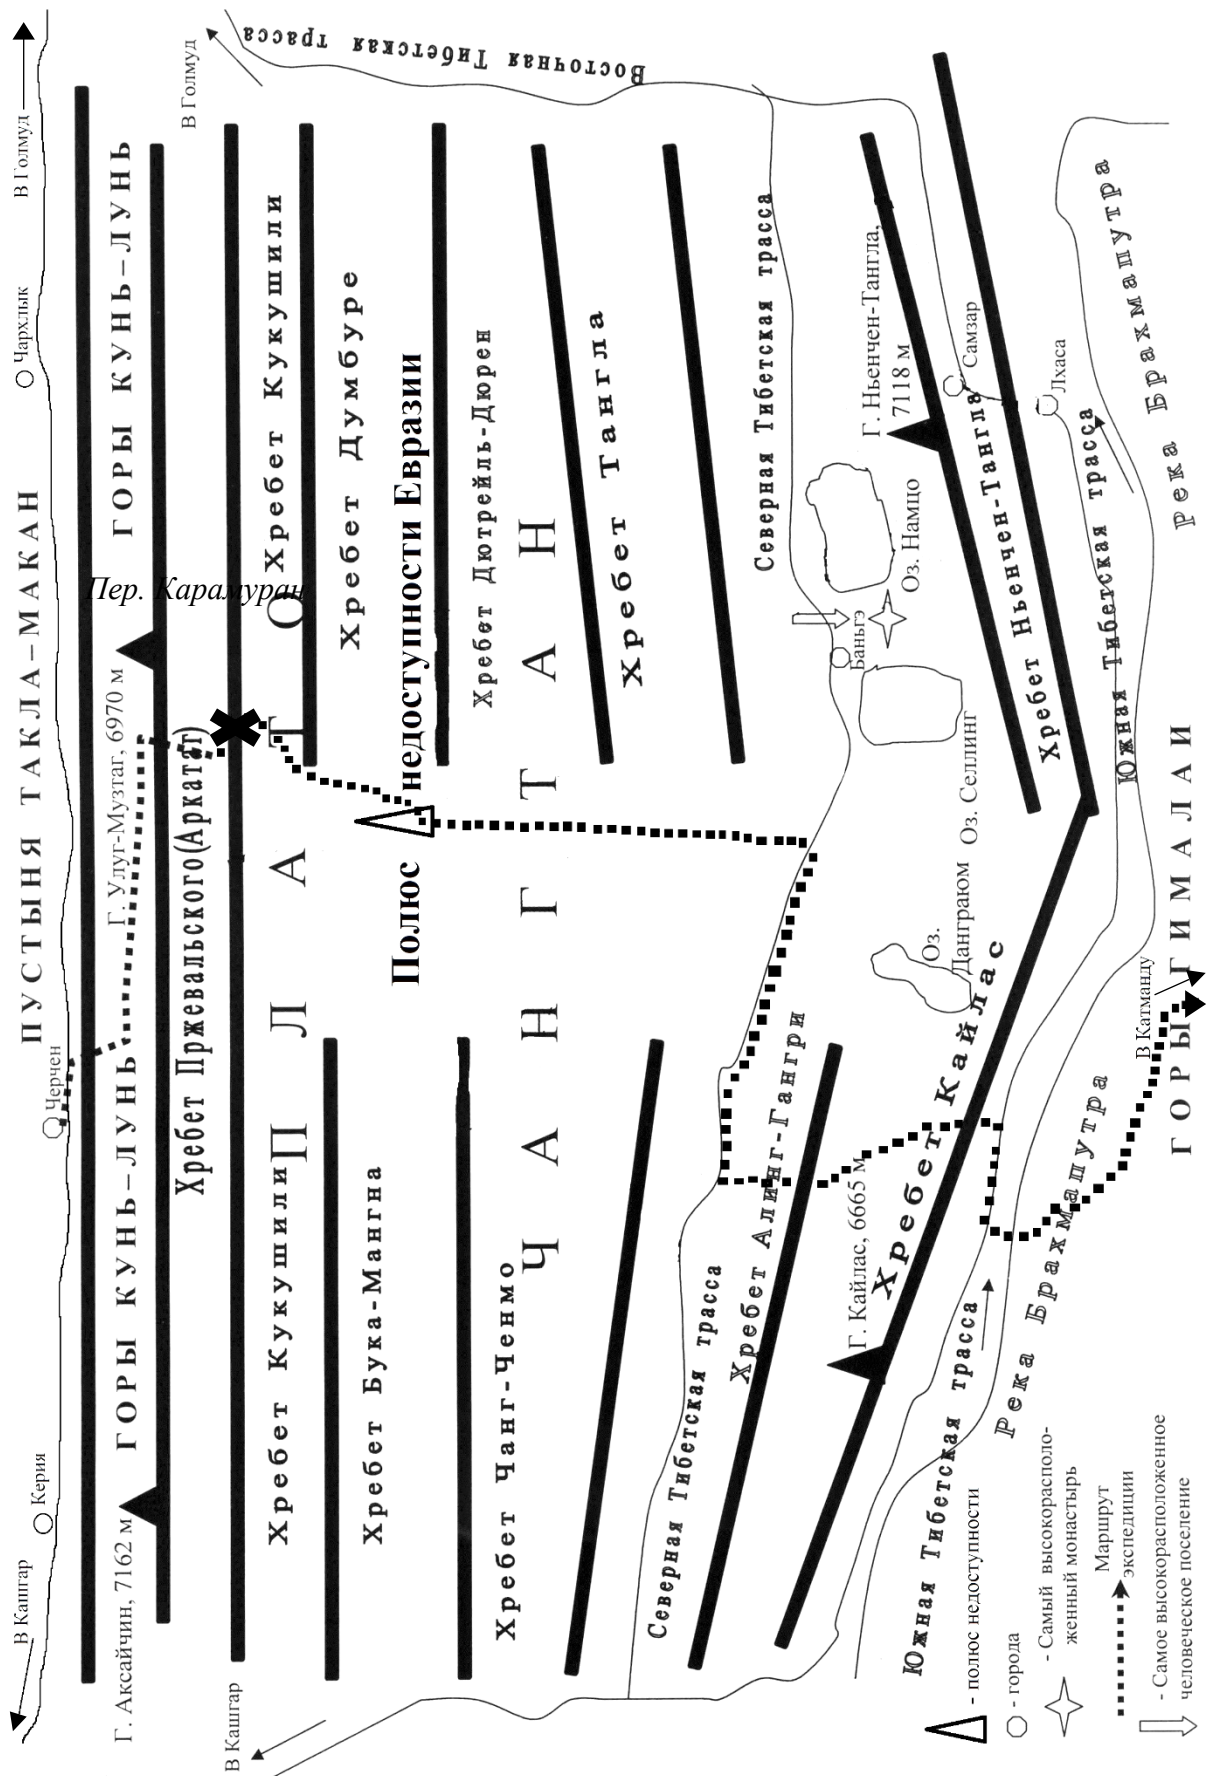 В Кашгар
Керия
Черчен
Чархлык
В Голмуд
ПУСТЫНЯ ТАКЛА–МАКАН
Г. Аксайчин, 7162 м
ГОРЫ КУНЬ–ЛУНЬ
Г. Улуг-Музтаг, 6970 м
ГОРЫ КУНЬ–ЛУНЬ
Пер. Карамуран
Хребет Пржевальского(Аркатаг)
В Голмуд
В Кашгар
Хребет Кукушили
Хребет Кукушили
ПЛАТО
Хребет Бука-Мангна
Хребет Думбуре
Полюс недоступности Евразии
Хребет Чанг-Ченмо
Хребет Дютрейль-Дюрен
ЧАНГТАН
Хребет Тангла
Восточная Тибетская трасса
Северная Тибетская трасса
Северная Тибетская трасса
Хребет Алинг-Гангри
Баньгэ
Оз. Намцо
Г. Ньенчен-Тангла,
7118 м
Г. Кайлас, 6665 м
Хребет Кайлас
Оз.
Данграюм
Оз. Селлинг
Хребет Ньенчен-Тангла
Самзар
Лхаса
Южная Тибетская трасса
Южная Тибетская трасса
Река Брахмапутра
река Брахмапутра
В Катманду
ГОРЫ ГИМАЛАИ
- полюс недоступности
- города
- Самый высокорасполо-
женный монастырь
Маршрут
экспедиции
- Самое высокорасположенное
человеческое поселение